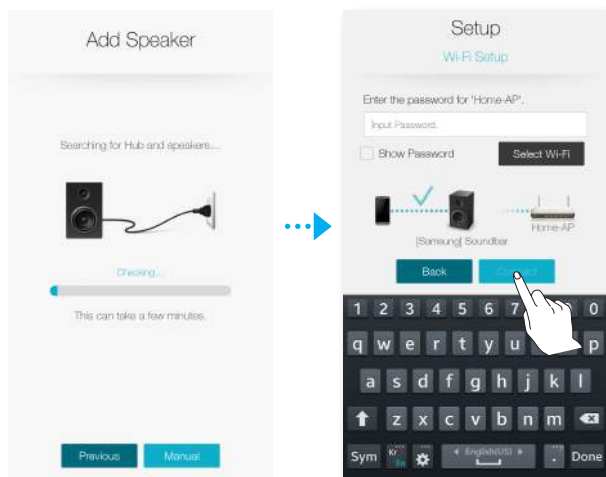 Add Speaker
Searching for Hub and speakers...
Checking...
This can take a few minutes.
Previous
Manual
Setup
Wi-Fi Setup
Enter the password for 'Home-AP'.
Input Password.
Show Password
Select Wi-Fi
Home-AP
[Samsung] Soundbar
Back
1 2 3 4 5 6 7 0
q w e r t y u p
a s d f g h j k l
z x c v b n m
Sym Kr En English(US) . Done